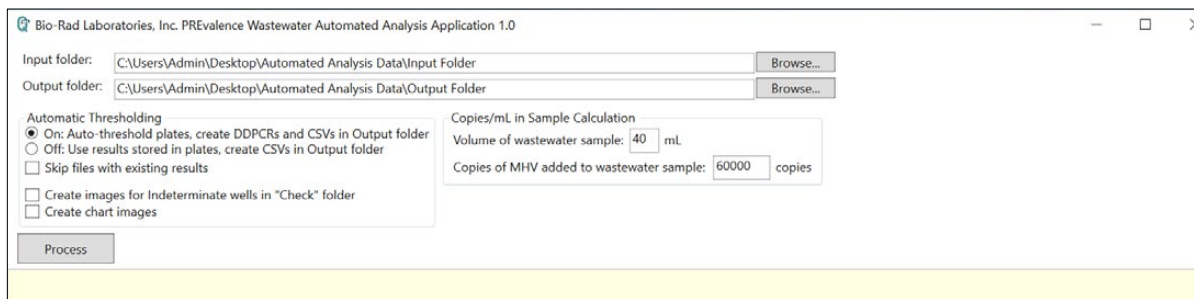 Bio-Rad Laboratories, Inc. PREvalence Wastewater Automated Analysis Application 1.0
Input folder: C:\Users\Admin\Desktop\Automated Analysis Data\Input Folder Browse...
Output folder: C:\Users\Admin\Desktop\Automated Analysis Data\Output Folder Browse...
Automatic Thresholding
On: Auto-threshold plates, create DDPCRs and CSVs in Output folder
Off: Use results stored in plates, create CSVs in Output folder
Skip files with existing results
Create images for Indeterminate wells in "Check" folder
Create chart images
Copies/mL in Sample Calculation
Volume of wastewater sample: 40 mL
Copies of MHV added to wastewater sample: 60000 copies
Process